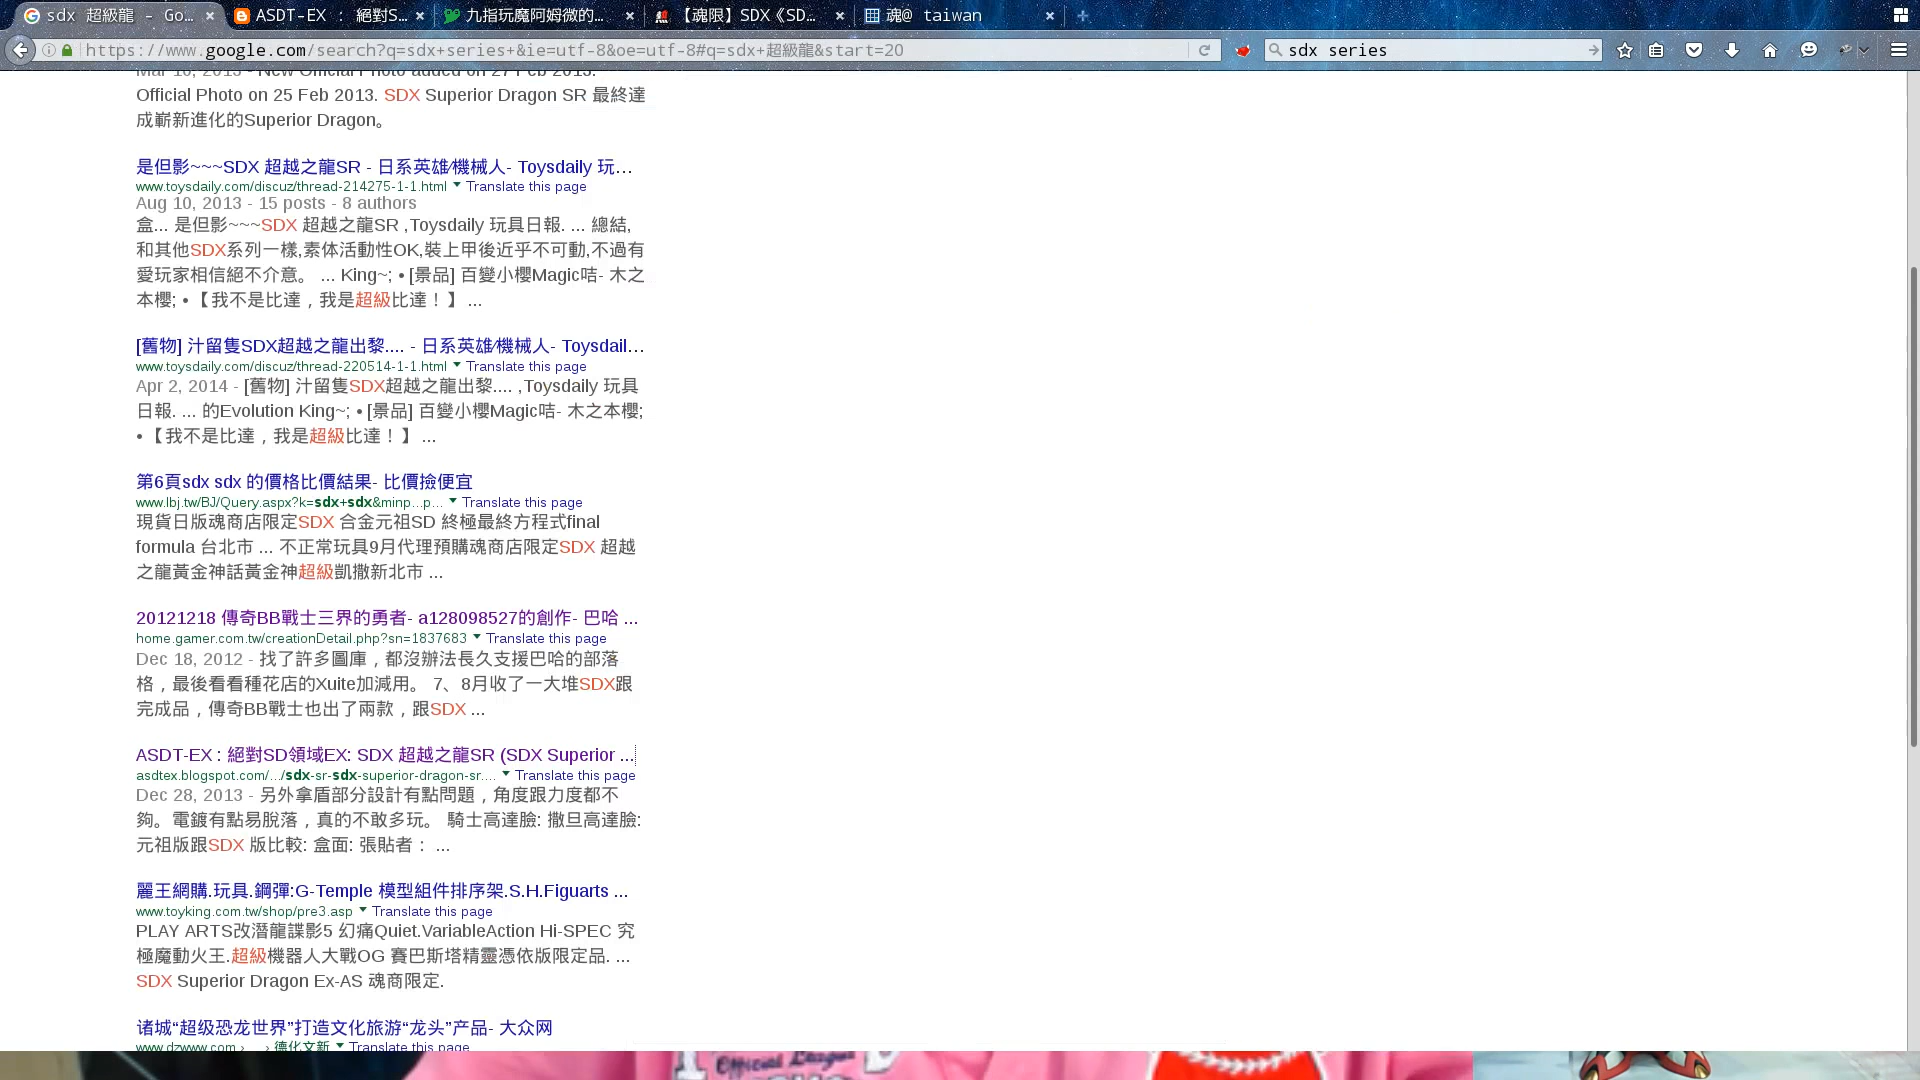 sdx 超級龍 - Go...
ASDT-EX : 絕對S...
九指玩魔阿姆微的...
【魂限】SDX《SD...
魂@ taiwan
https://www.google.com/search?q=sdx+series+&ie=utf-8&oe=utf-8#q=sdx+超級龍&start=20
sdx series
Mar 10, 2013 - New Official Photo added on 27 Feb 2013.
Official Photo on 25 Feb 2013. SDX Superior Dragon SR 最終達
成嶄新進化的Superior Dragon。
是但影~~~SDX 超越之龍SR - 日系英雄∕機械人- Toysdaily 玩...
www.toysdaily.com/discuz/thread-214275-1-1.html Translate this page
Aug 10, 2013 - 15 posts - 8 authors
盒... 是但影~~~SDX 超越之龍SR ,Toysdaily 玩具日報. ... 總結,
和其他SDX系列一樣,素体活動性OK,裝上甲後近乎不可動,不過有
愛玩家相信絕不介意。 ... King~; • [景品] 百變小櫻Magic咭- 木之
本櫻; •【我不是比達，我是超級比達！】 ...
[舊物] 汁留隻SDX超越之龍出黎.... - 日系英雄∕機械人- Toysdail...
www.toysdaily.com/discuz/thread-220514-1-1.html Translate this page
Apr 2, 2014 - [舊物] 汁留隻SDX超越之龍出黎.... ,Toysdaily 玩具
日報. ... 的Evolution King~; • [景品] 百變小櫻Magic咭- 木之本櫻;
•【我不是比達，我是超級比達！】 ...
第6頁sdx sdx 的價格比價結果- 比價撿便宜
www.lbj.tw/BJ/Query.aspx?k=sdx+sdx&minp...p... Translate this page
現貨日版魂商店限定SDX 合金元祖SD 終極最終方程式final
formula 台北市 ... 不正常玩具9月代理預購魂商店限定SDX 超越
之龍黃金神話黃金神超級凱撒新北市 ...
20121218 傳奇BB戰士三界的勇者- a128098527的創作- 巴哈 ...
home.gamer.com.tw/creationDetail.php?sn=1837683 Translate this page
Dec 18, 2012 - 找了許多圖庫，都沒辦法長久支援巴哈的部落
格，最後看看種花店的Xuite加減用。 7、8月收了一大堆SDX跟
完成品，傳奇BB戰士也出了兩款，跟SDX ...
ASDT-EX : 絕對SD領域EX: SDX 超越之龍SR (SDX Superior ...
asdtex.blogspot.com/.../sdx-sr-sdx-superior-dragon-sr.... Translate this page
Dec 28, 2013 - 另外拿盾部分設計有點問題，角度跟力度都不
夠。電鍍有點易脫落，真的不敢多玩。 騎士高達臉: 撒旦高達臉:
元祖版跟SDX 版比較: 盒面: 張貼者： ...
麗王網購.玩具.鋼彈:G-Temple 模型組件排序架.S.H.Figuarts ...
www.toyking.com.tw/shop/pre3.asp Translate this page
PLAY ARTS改潛龍諜影5 幻痛Quiet.VariableAction Hi-SPEC 究
極魔動火王.超級機器人大戰OG 賽巴斯塔精靈憑依版限定品. ...
SDX Superior Dragon Ex-AS 魂商限定.
诸城“超级恐龙世界”打造文化旅游“龙头”产品- 大众网
www.dzwww.com › ... › 德化文新 Translate this page
Official League